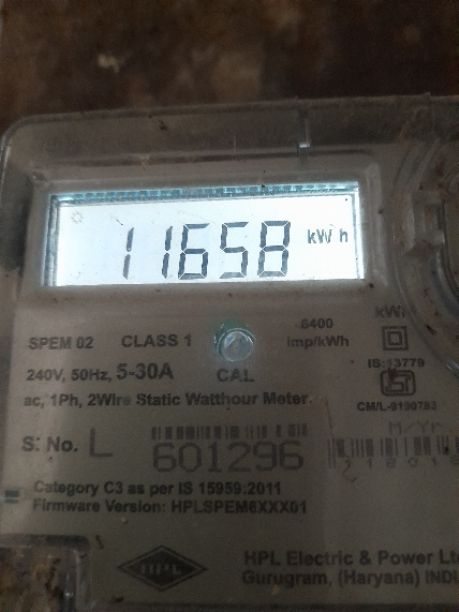 11658 kWh
SPEM 02 CLASS 1 6400 imp/kWh
240V, 50Hz, 5-30A CAL
IS:13779
ac, 1Ph, 2Wire Static Watthour Meter.
CM/L-9190783
M/Yr
S. No. L 601296
Category C3 as per IS 15959:2011
Firmware Version: HPLSPEM6XXX01
HPL
HPL Electric & Power Ltd
Gurugram, (Haryana) INDI